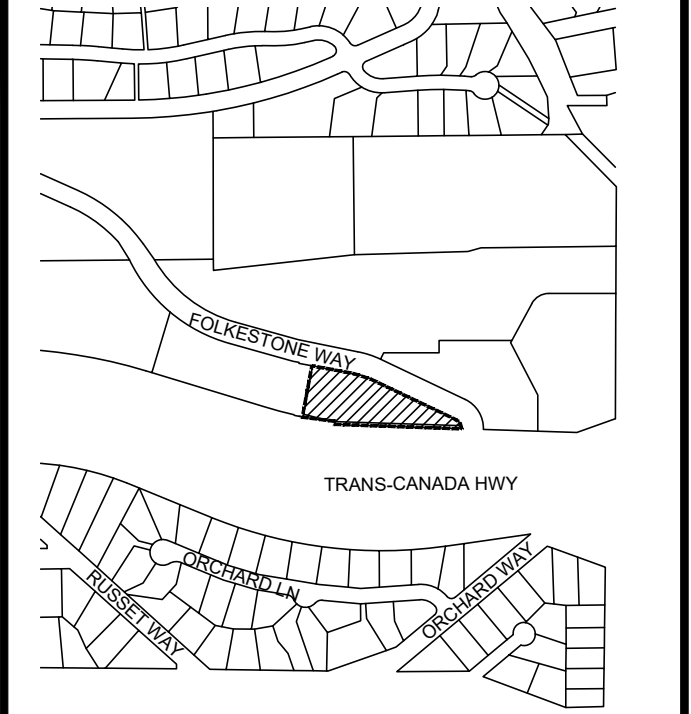 FOLKESTONE WAY
TRANS-CANADA HWY
ORCHARD LN
RUSSET WAY
ORCHARD WAY